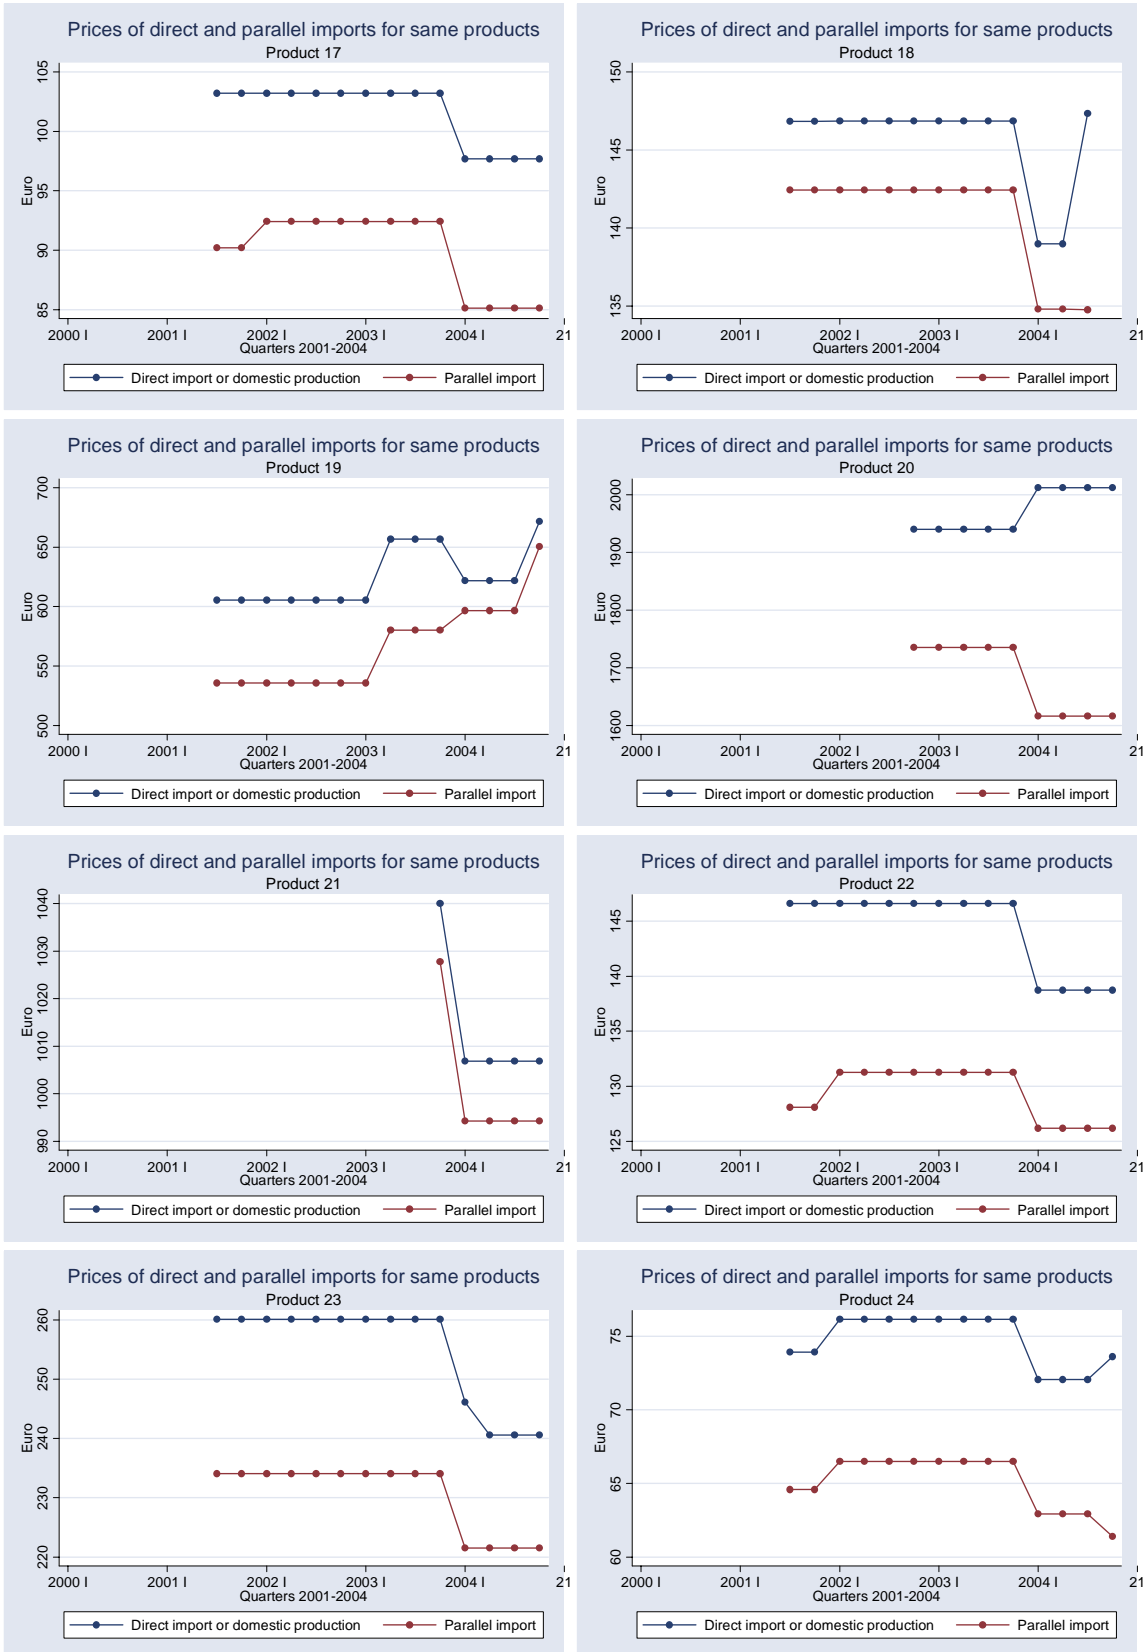 Prices of direct and parallel imports for same products
Product 17
105
100
95
90
85
Euro
2000 I 2001 I 2002 I 2003 I 2004 I 21
Quarters 2001-2004
Direct import or domestic production Parallel import
Prices of direct and parallel imports for same products
Product 18
150
145
140
135
Euro
2000 I 2001 I 2002 I 2003 I 2004 I 21
Quarters 2001-2004
Direct import or domestic production Parallel import
Prices of direct and parallel imports for same products
Product 19
700
650
600
550
500
Euro
2000 I 2001 I 2002 I 2003 I 2004 I 21
Quarters 2001-2004
Direct import or domestic production Parallel import
Prices of direct and parallel imports for same products
Product 20
2000
1900
1800
1700
1600
Euro
2000 I 2001 I 2002 I 2003 I 2004 I 21
Quarters 2001-2004
Direct import or domestic production Parallel import
Prices of direct and parallel imports for same products
Product 21
1040
1030
1020
1010
1000
990
Euro
2000 I 2001 I 2002 I 2003 I 2004 I 21
Quarters 2001-2004
Direct import or domestic production Parallel import
Prices of direct and parallel imports for same products
Product 22
145
140
135
130
125
Euro
2000 I 2001 I 2002 I 2003 I 2004 I 21
Quarters 2001-2004
Direct import or domestic production Parallel import
Prices of direct and parallel imports for same products
Product 23
260
250
240
230
220
Euro
2000 I 2001 I 2002 I 2003 I 2004 I 21
Quarters 2001-2004
Direct import or domestic production Parallel import
Prices of direct and parallel imports for same products
Product 24
75
70
65
60
Euro
2000 I 2001 I 2002 I 2003 I 2004 I 21
Quarters 2001-2004
Direct import or domestic production Parallel import